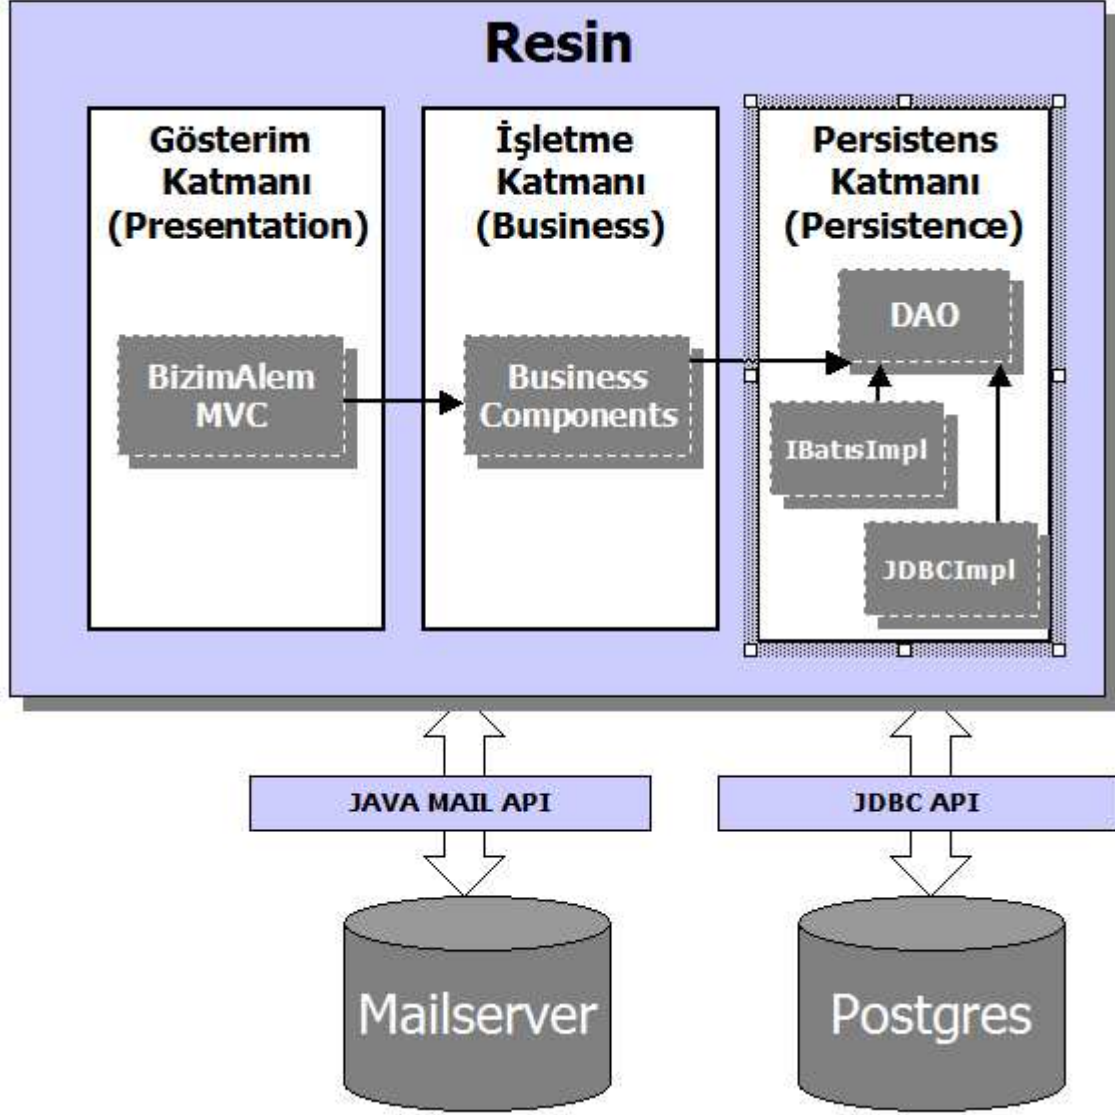 Resin
Gösterim
Katmanı
(Presentation)
BizimAlem
MVC
İşletme
Katmanı
(Business)
Business
Components
Persistens
Katmanı
(Persistence)
DAO
IBatısImpl
JDBCImpl
JAVA MAIL API
JDBC API
Mailserver
Postgres